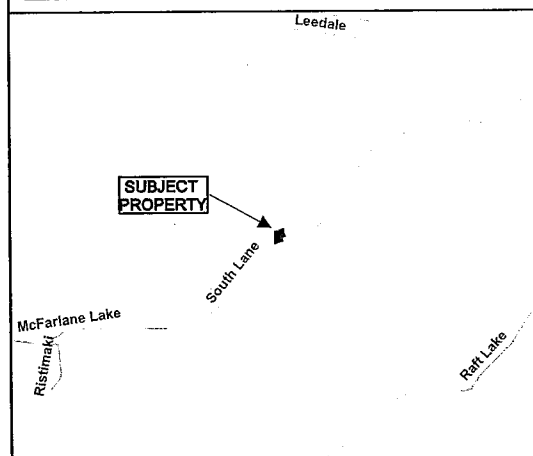 Leedale
SUBJECT
PROPERTY
South Lane
McFarlane Lake
Ristimaki
Raft Lake